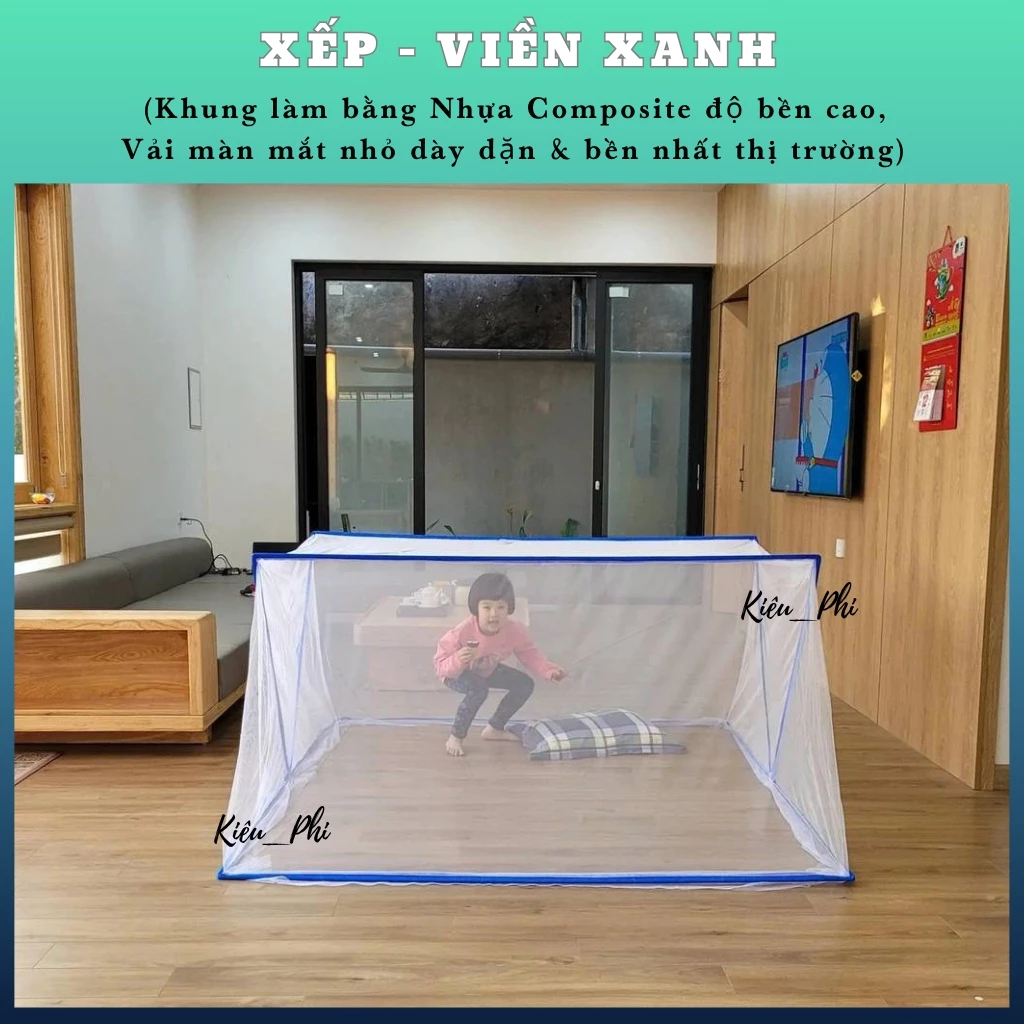 XẾP - VIỀN XANH
(Khung làm bằng Nhựa Composite độ bền cao,
Vải màn mắt nhỏ dày dặn & bền nhất thị trường)
Kiêu_Phi
Kiêu_Phi